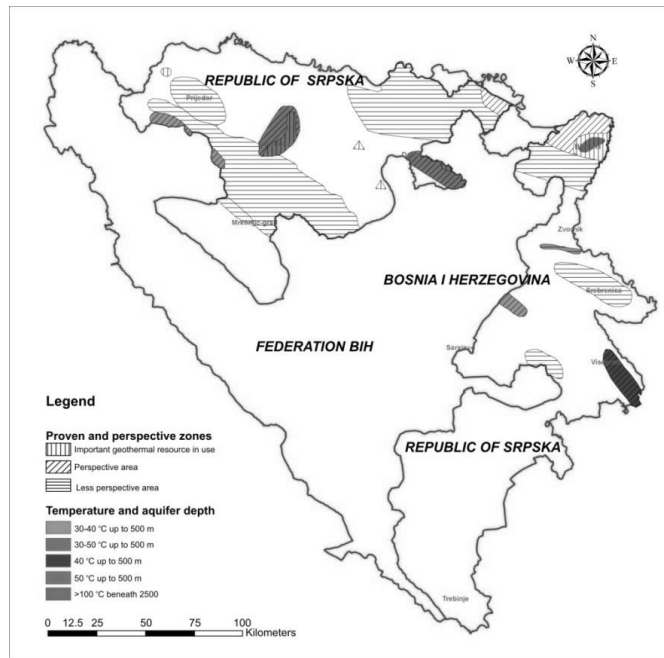 N
W E
S
REPUBLIC OF SRPSKA
Prijedor
Zvornik
BOSNIA I HERZEGOVINA
Srebrenica
FEDERATION BIH
REPUBLIC OF SRPSKA
Trebinje
Legend
Proven and perspective zones
Important geothermal resource in use
Perspective area
Less perspective area
Temperature and aquifer depth
30-40 °C up to 500 m
30-50 °C up to 500 m
40 °C up to 500 m
50 °C up to 500 m
>100 °C beneath 2500
0 12.5 25 50 75 100
Kilometers